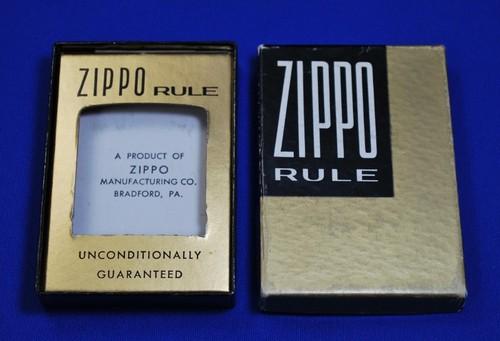 ZIPPO RULE
A PRODUCT OF
ZIPPO
MANUFACTURING CO.
BRADFORD, PA.
UNCONDITIONALLY
GUARANTEED
ZIPPO
RULE